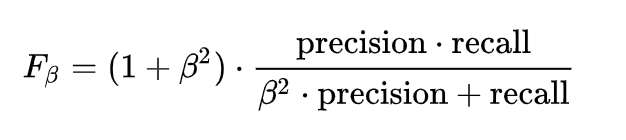 F_β = (1 + β²) · (precision · recall) / (β² · precision + recall)